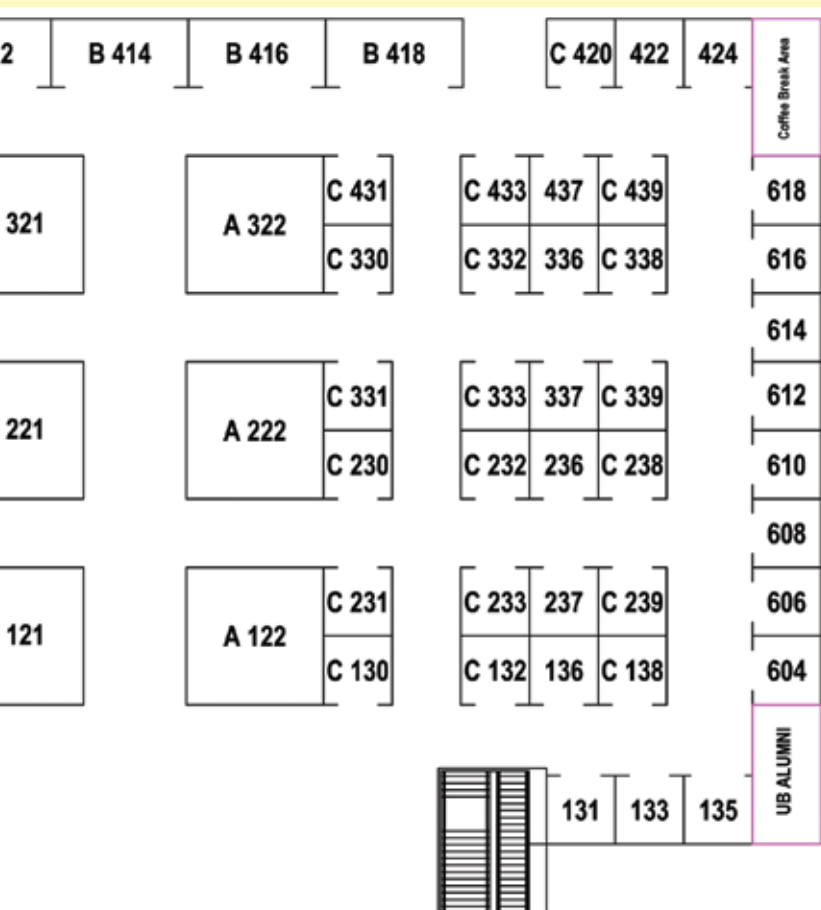 2
B 414
B 416
B 418
C 420
422
424
Coffee Break Area
321
A 322
C 431
C 433
437
C 439
618
C 330
C 332
336
C 338
616
614
221
A 222
C 331
C 333
337
C 339
612
C 230
C 232
236
C 238
610
608
121
A 122
C 231
C 233
237
C 239
606
C 130
C 132
136
C 138
604
UB ALUMNI
131
133
135